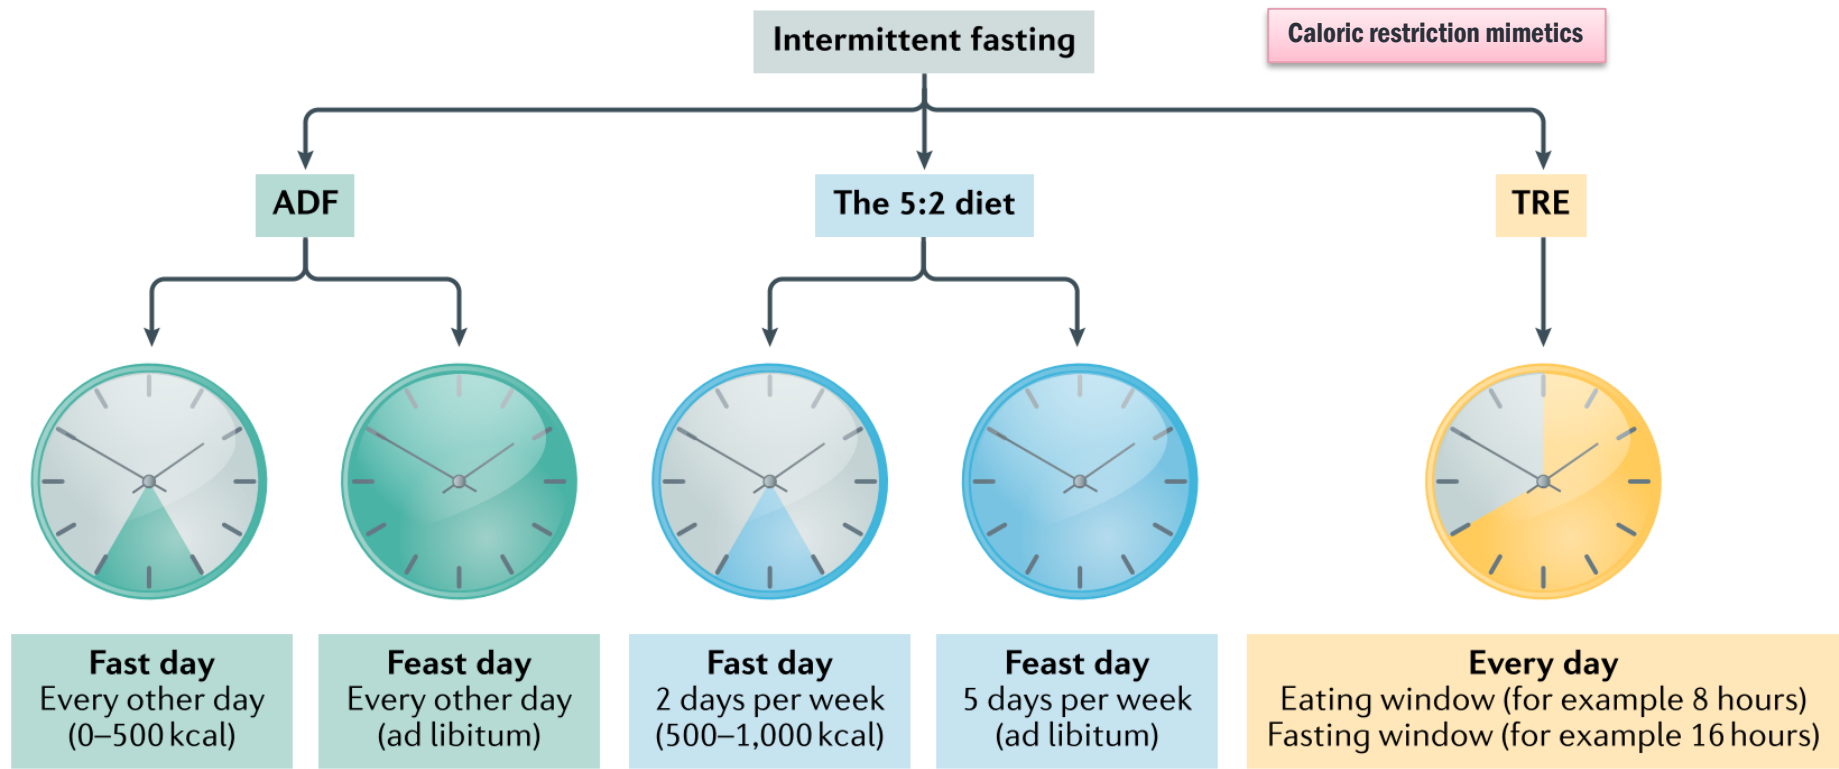 Intermittent fasting
Caloric restriction mimetics
ADF
The 5:2 diet
TRE
Fast day
Every other day
(0–500 kcal)
Feast day
Every other day
(ad libitum)
Fast day
2 days per week
(500–1,000 kcal)
Feast day
5 days per week
(ad libitum)
Every day
Eating window (for example 8 hours)
Fasting window (for example 16 hours)